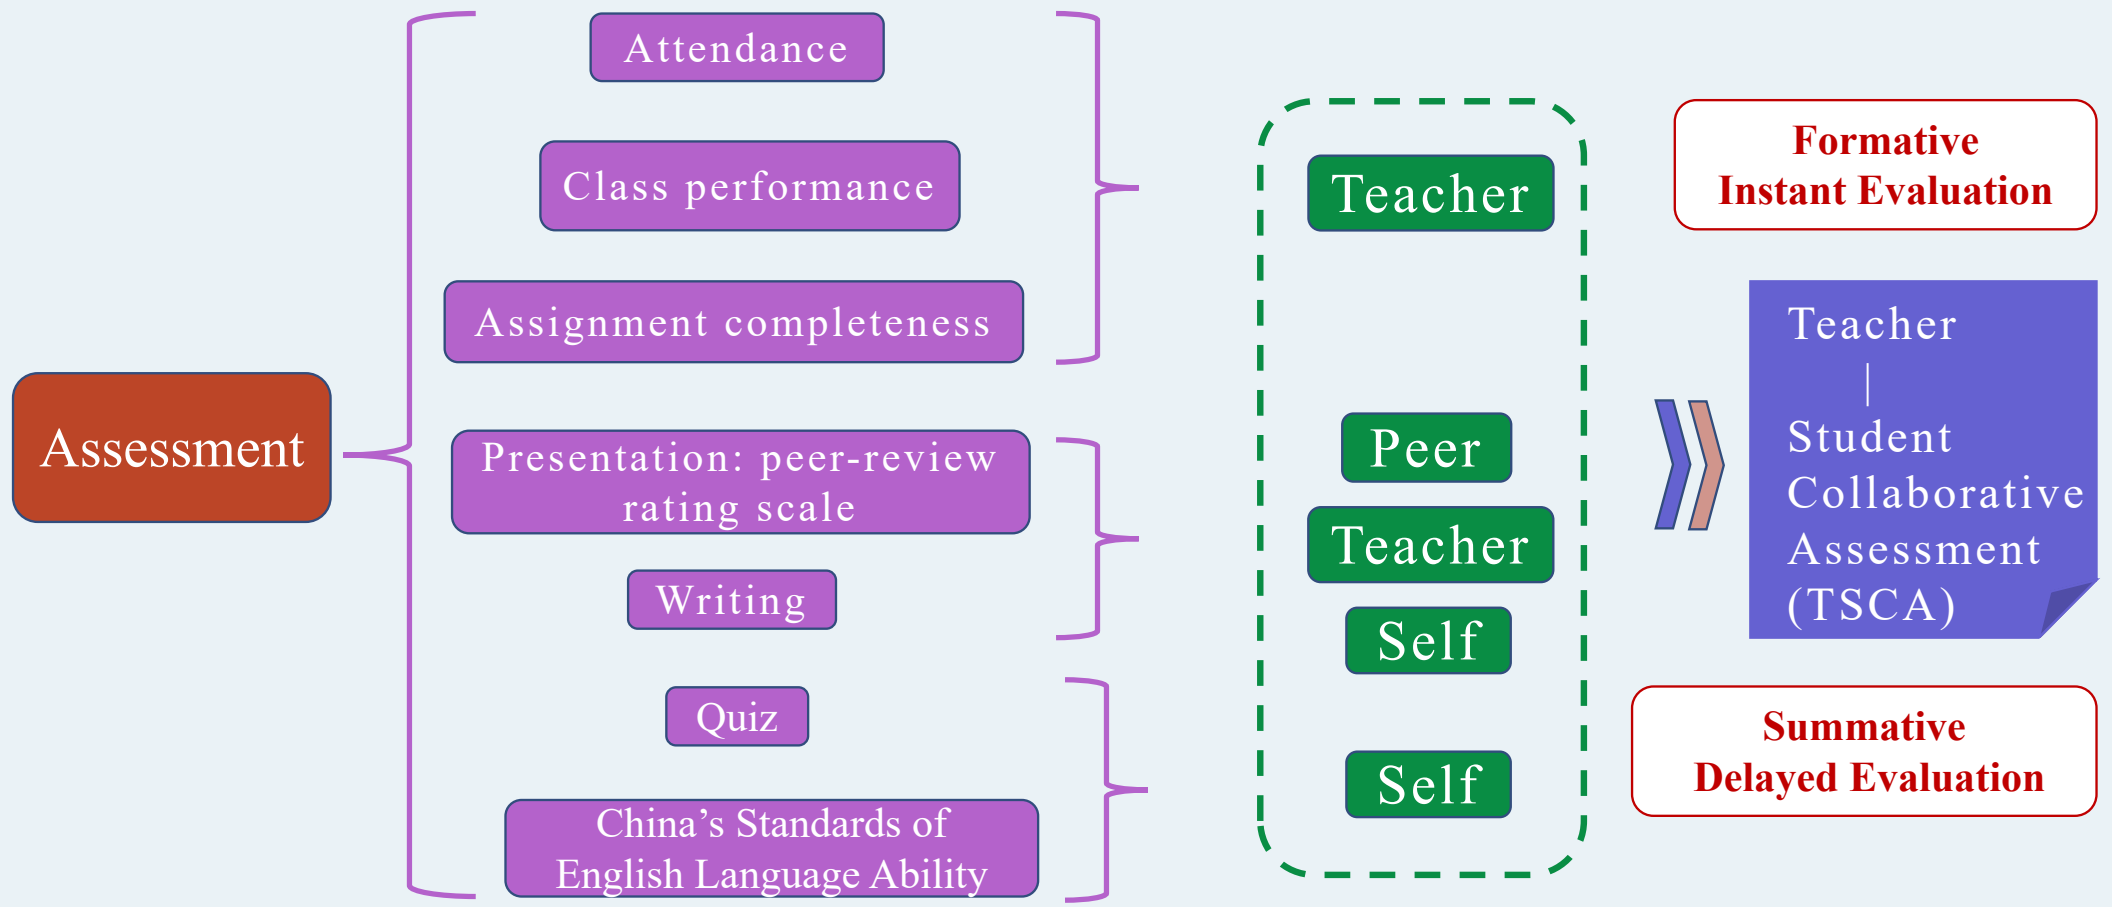 Assessment
Attendance
Class performance
Assignment completeness
Presentation: peer-review
rating scale
Writing
Quiz
China’s Standards of
English Language Ability
Teacher
Peer
Teacher
Self
Self
Formative
Instant Evaluation
Teacher
|
Student
Collaborative
Assessment
(TSCA)
Summative
Delayed Evaluation